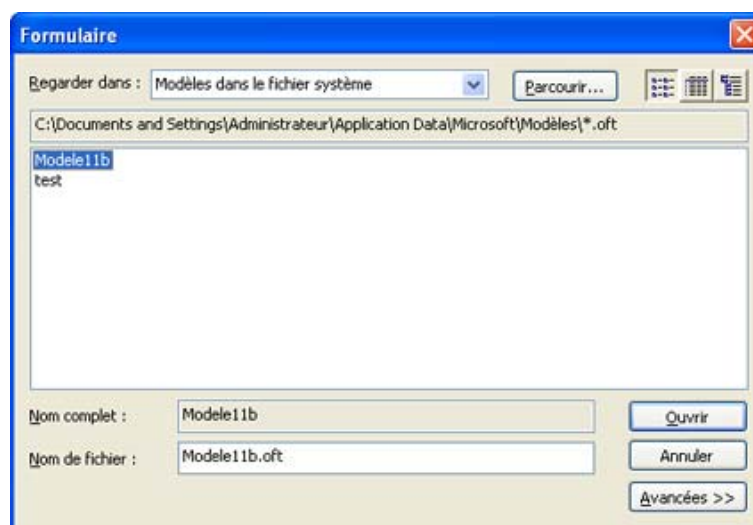 Formulaire
Regarder dans : Modèles dans le fichier système Parcourir...
C:\Documents and Settings\Administrateur\Application Data\Microsoft\Modèles\*.oft
Modele11b
test
Nom complet : Modele11b Ouvrir
Nom de fichier : Modele11b.oft Annuler
Avancées >>